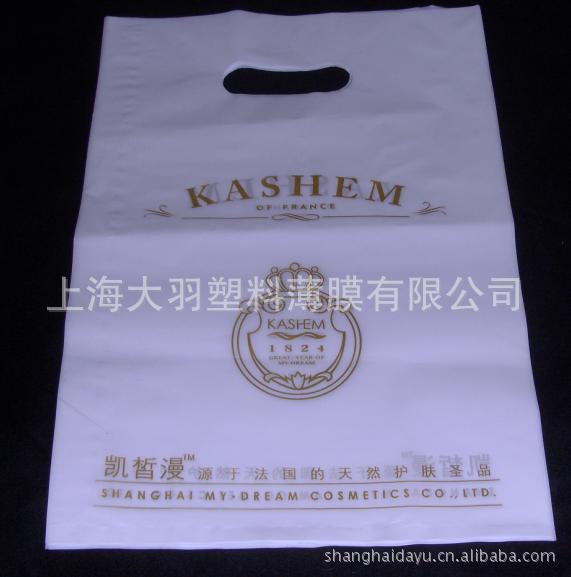 KASHEM
OF FRANCE
上海大羽塑料薄膜有限公司
KASHEM
1824
GREAT YEAR OF
MY-DREAM
凯皙漫™ 源于法国的天然护肤圣品
SHANGHAI MY-DREAM COSMETICS CO., LTD.
shanghaidayu.cn.alibaba.com